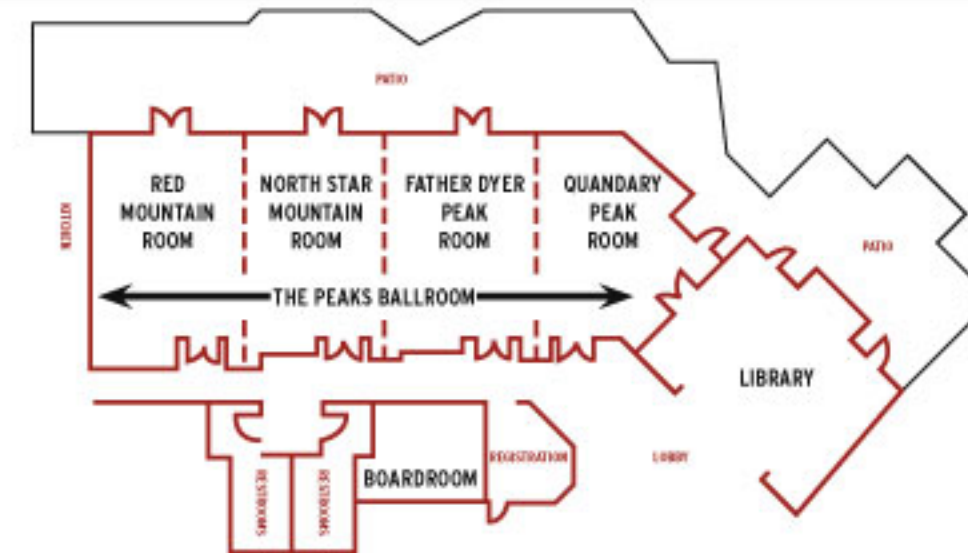 PATIO
RED
MOUNTAIN
ROOM
NORTH STAR
MOUNTAIN
ROOM
FATHER DYER
PEAK
ROOM
QUANDARY
PEAK
ROOM
KITCHEN
PATIO
THE PEAKS BALLROOM
LIBRARY
REGISTRATION
LOBBY
BOARDROOM
RESTROOMS
RESTROOMS